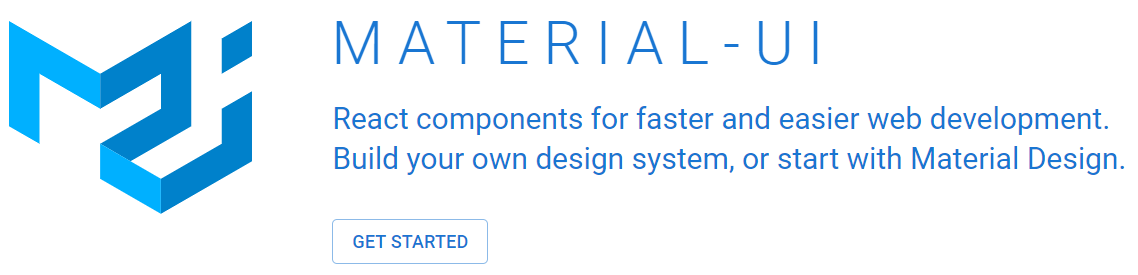 MATERIAL-UI
React components for faster and easier web development.
Build your own design system, or start with Material Design.
GET STARTED